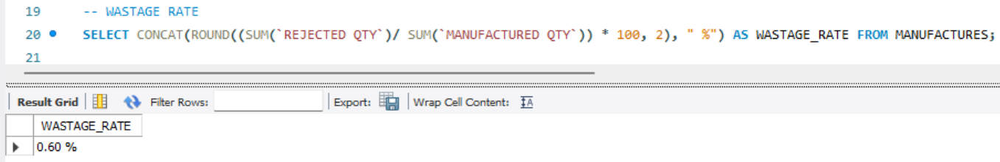 19 -- WASTAGE RATE
20 SELECT CONCAT(ROUND((SUM(`REJECTED QTY`)/ SUM(`MANUFACTURED QTY`)) * 100, 2), " %") AS WASTAGE_RATE FROM MANUFACTURES;
21
Result Grid Filter Rows: Export: Wrap Cell Content: IA
WASTAGE_RATE
0.60 %